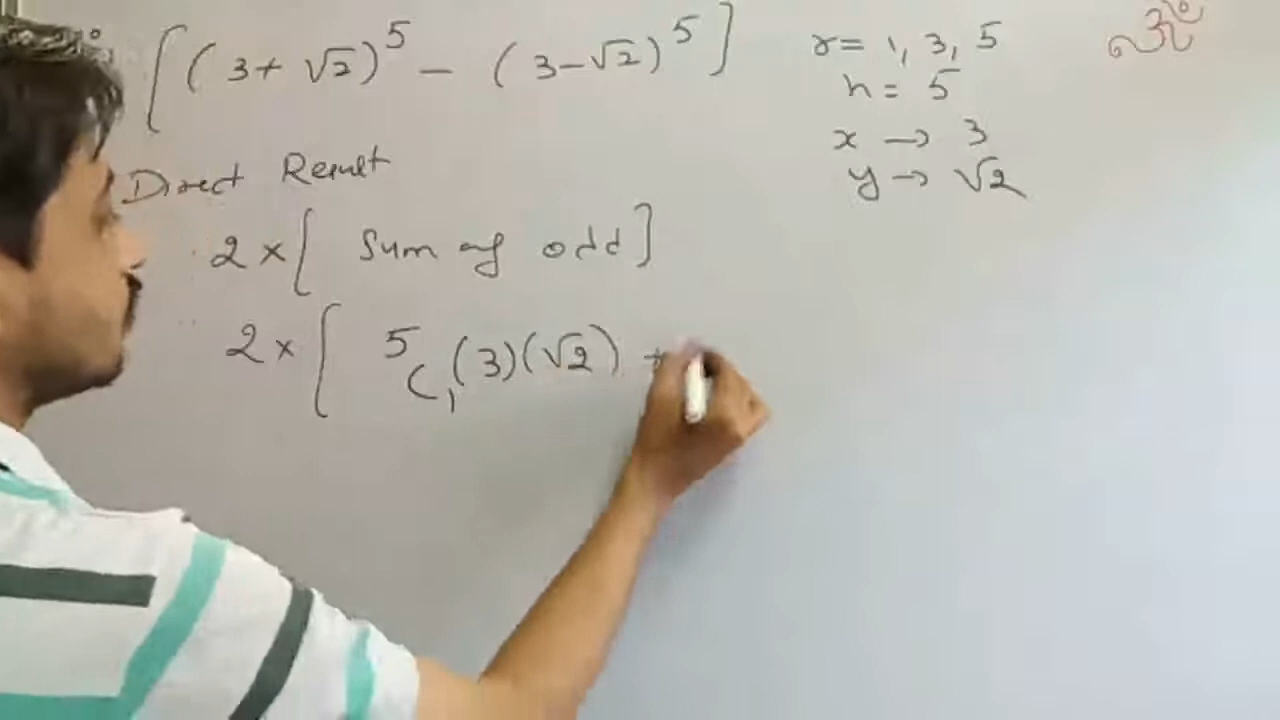 [(3+√2)⁵ − (3−√2)⁵]
r = 1, 3, 5
n = 5
x → 3
y → √2
Direct Result
2 × [ Sum of odd ]
2 × [ ⁵C₁ (3)(√2) +